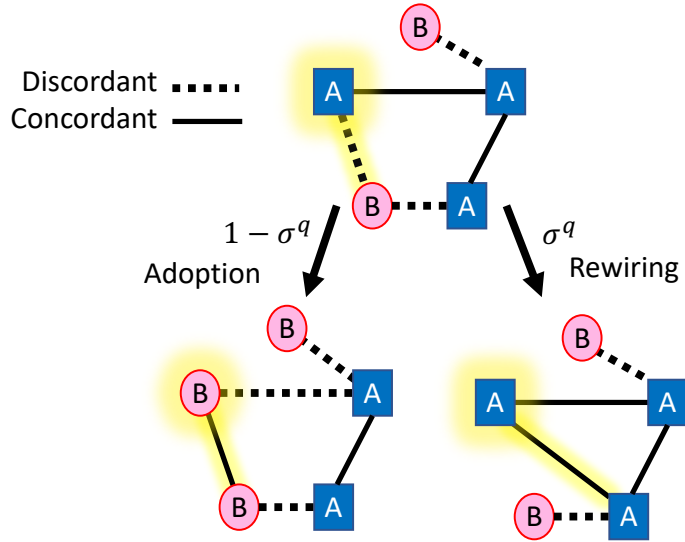 B
Discordant
A A
Concordant
B A
1 − σ^q σ^q
Adoption Rewiring
B B
B A A A
B A B A